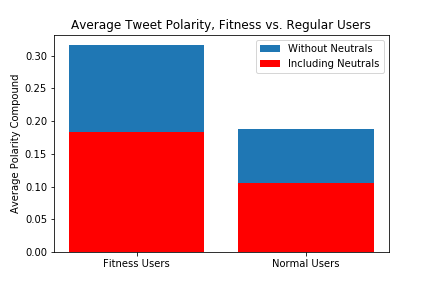 Average Tweet Polarity, Fitness vs. Regular Users
Without Neutrals
Including Neutrals
Average Polarity Compound
0.30
0.25
0.20
0.15
0.10
0.05
0.00
Fitness Users
Normal Users